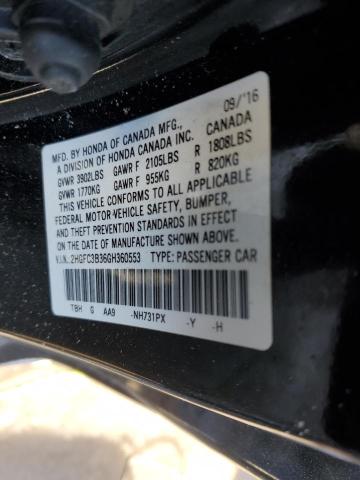 09/'16
MFD. BY HONDA OF CANADA MFG.,
A DIVISION OF HONDA CANADA INC. CANADA
GVWR 3902LBS GAWR F 2105LBS R 1808LBS
GVWR 1770KG GAWR F 955KG R 820KG
THIS VEHICLE CONFORMS TO ALL APPLICABLE
FEDERAL MOTOR VEHICLE SAFETY, BUMPER,
AND THEFT PREVENTION STANDARDS IN EFFECT
ON THE DATE OF MANUFACTURE SHOWN ABOVE.
V.I.N.: 2HGFC3B36GH360553 TYPE: PASSENGER CAR
TBH G AA9 -NH731PX -Y -H